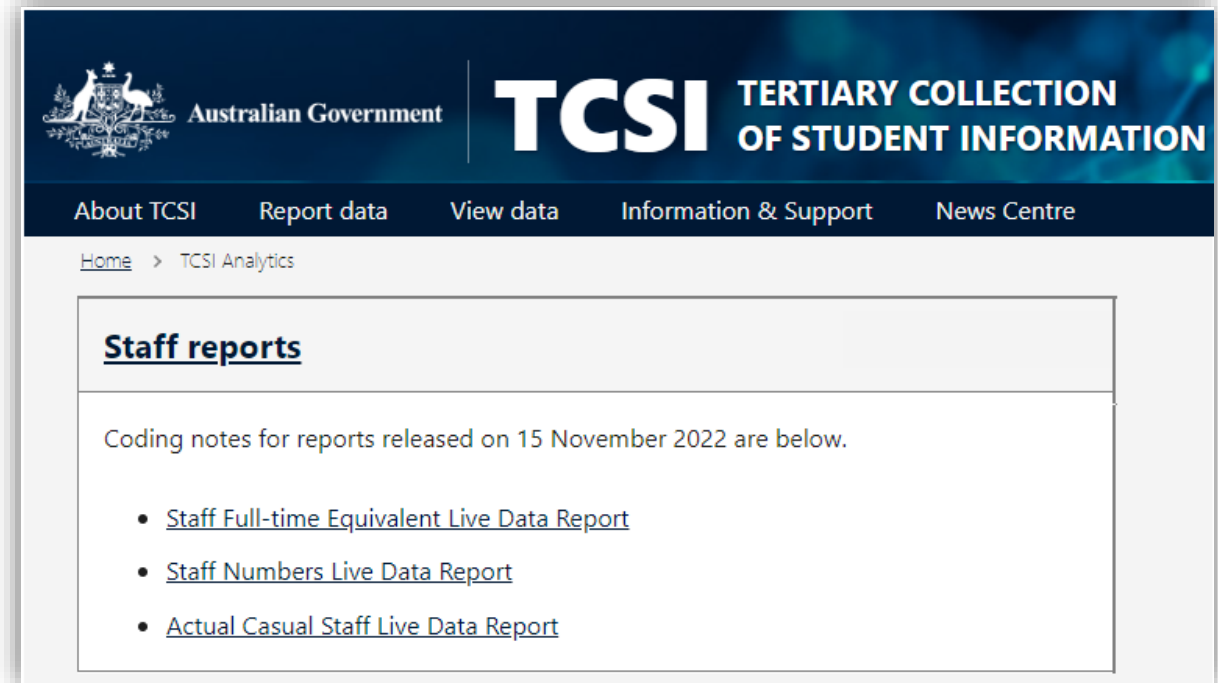 Australian Government
TCSI
TERTIARY COLLECTION
OF STUDENT INFORMATION
About TCSI Report data View data Information & Support News Centre
Home > TCSI Analytics
Staff reports
Coding notes for reports released on 15 November 2022 are below.
• Staff Full-time Equivalent Live Data Report
• Staff Numbers Live Data Report
• Actual Casual Staff Live Data Report